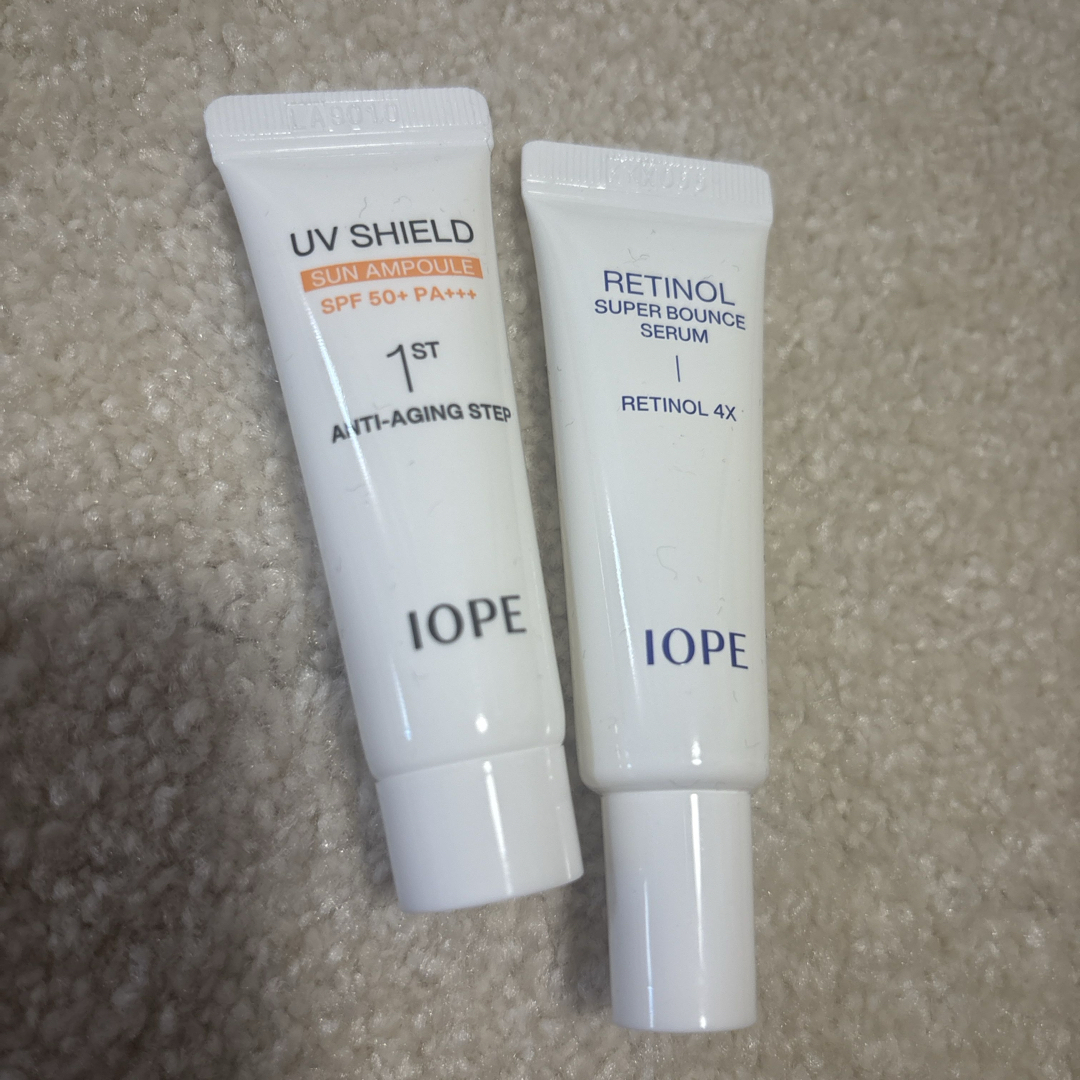 UV SHIELD
SUN AMPOULE
SPF 50+ PA+++
1ST
ANTI-AGING STEP
IOPE
RETINOL
SUPER BOUNCE
SERUM
RETINOL 4X
IOPE